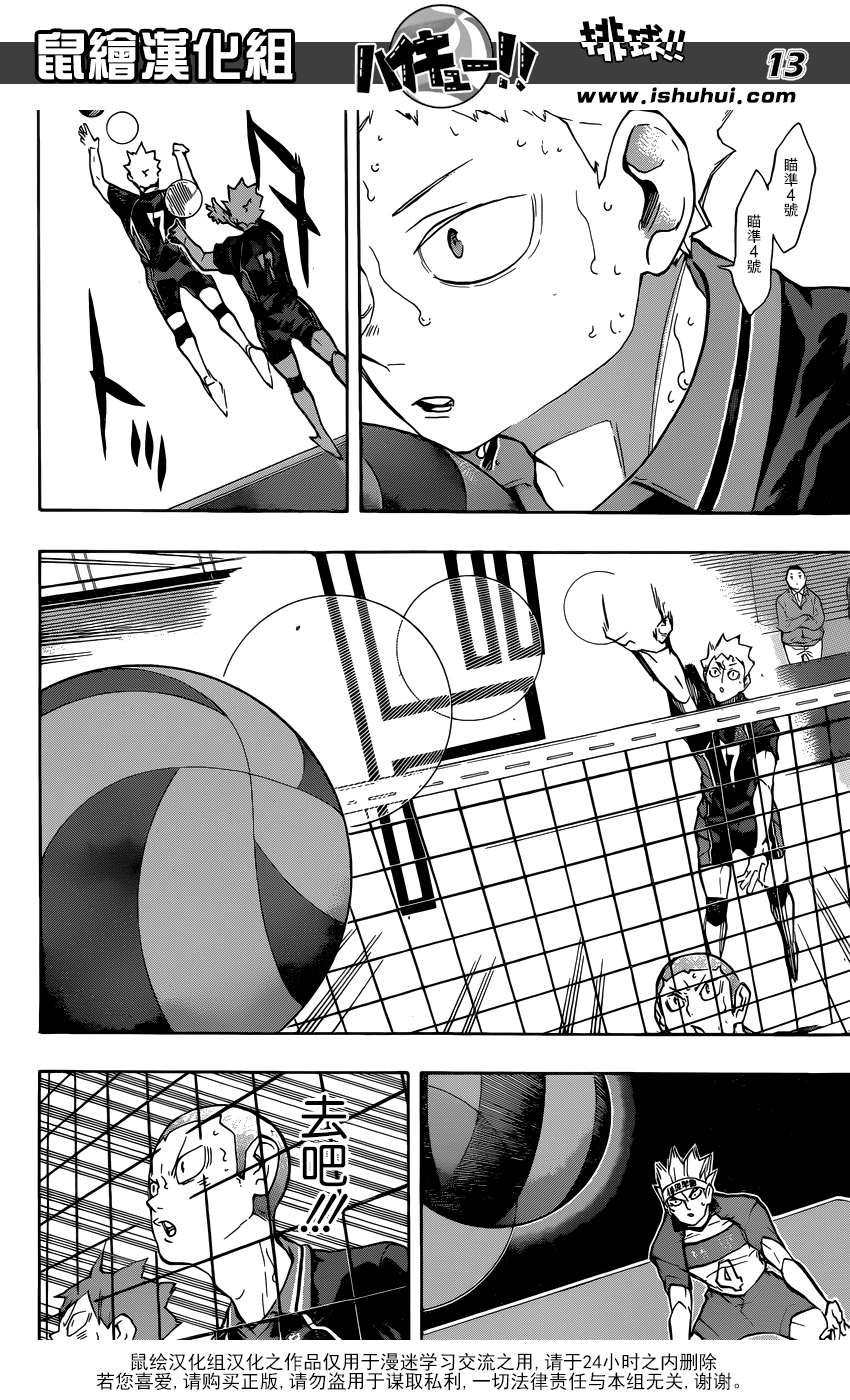 鼠繪漢化組
ハイキュー!!
排球!!
13
www.ishuhui.com
瞄準4號
瞄準4號
7
7
7
去吧!!!
4
鼠绘汉化组汉化之作品仅用于漫迷学习交流之用,请于24小时之内删除
若您喜爱,请购买正版,请勿盗用于谋取私利,一切法律责任与本组无关,谢谢。